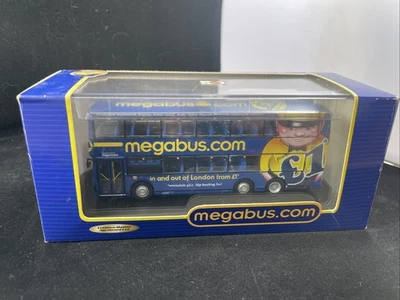 megabus.com
megabus.com
in and out of London from £1*
megabus.com